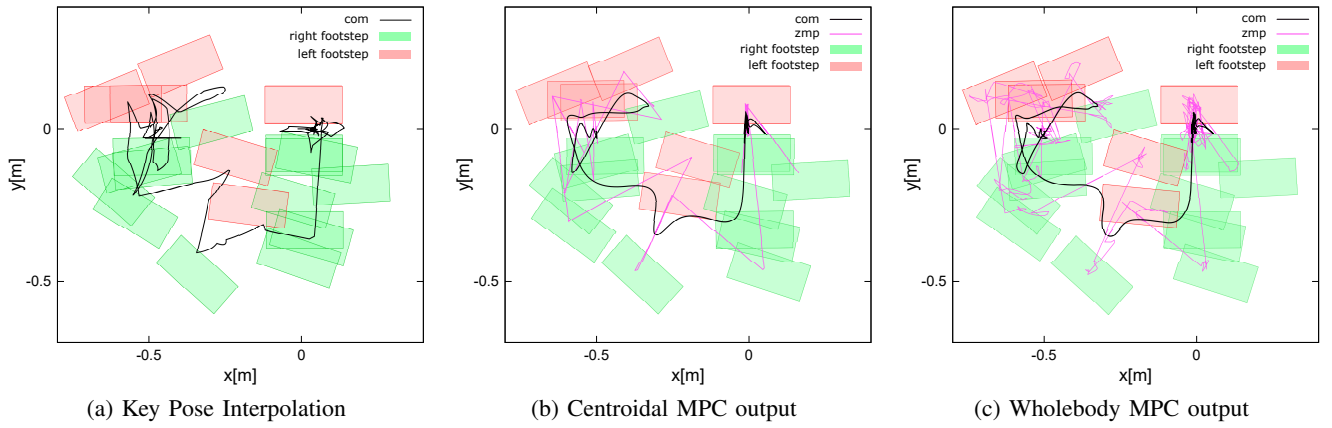 com
right footstep
left footstep
0
-0.5
y[m]
-0.5
0
x[m]
(a) Key Pose Interpolation
com
zmp
right footstep
left footstep
0
-0.5
y[m]
-0.5
0
x[m]
(b) Centroidal MPC output
com
zmp
right footstep
left footstep
0
-0.5
y[m]
-0.5
0
x[m]
(c) Wholebody MPC output